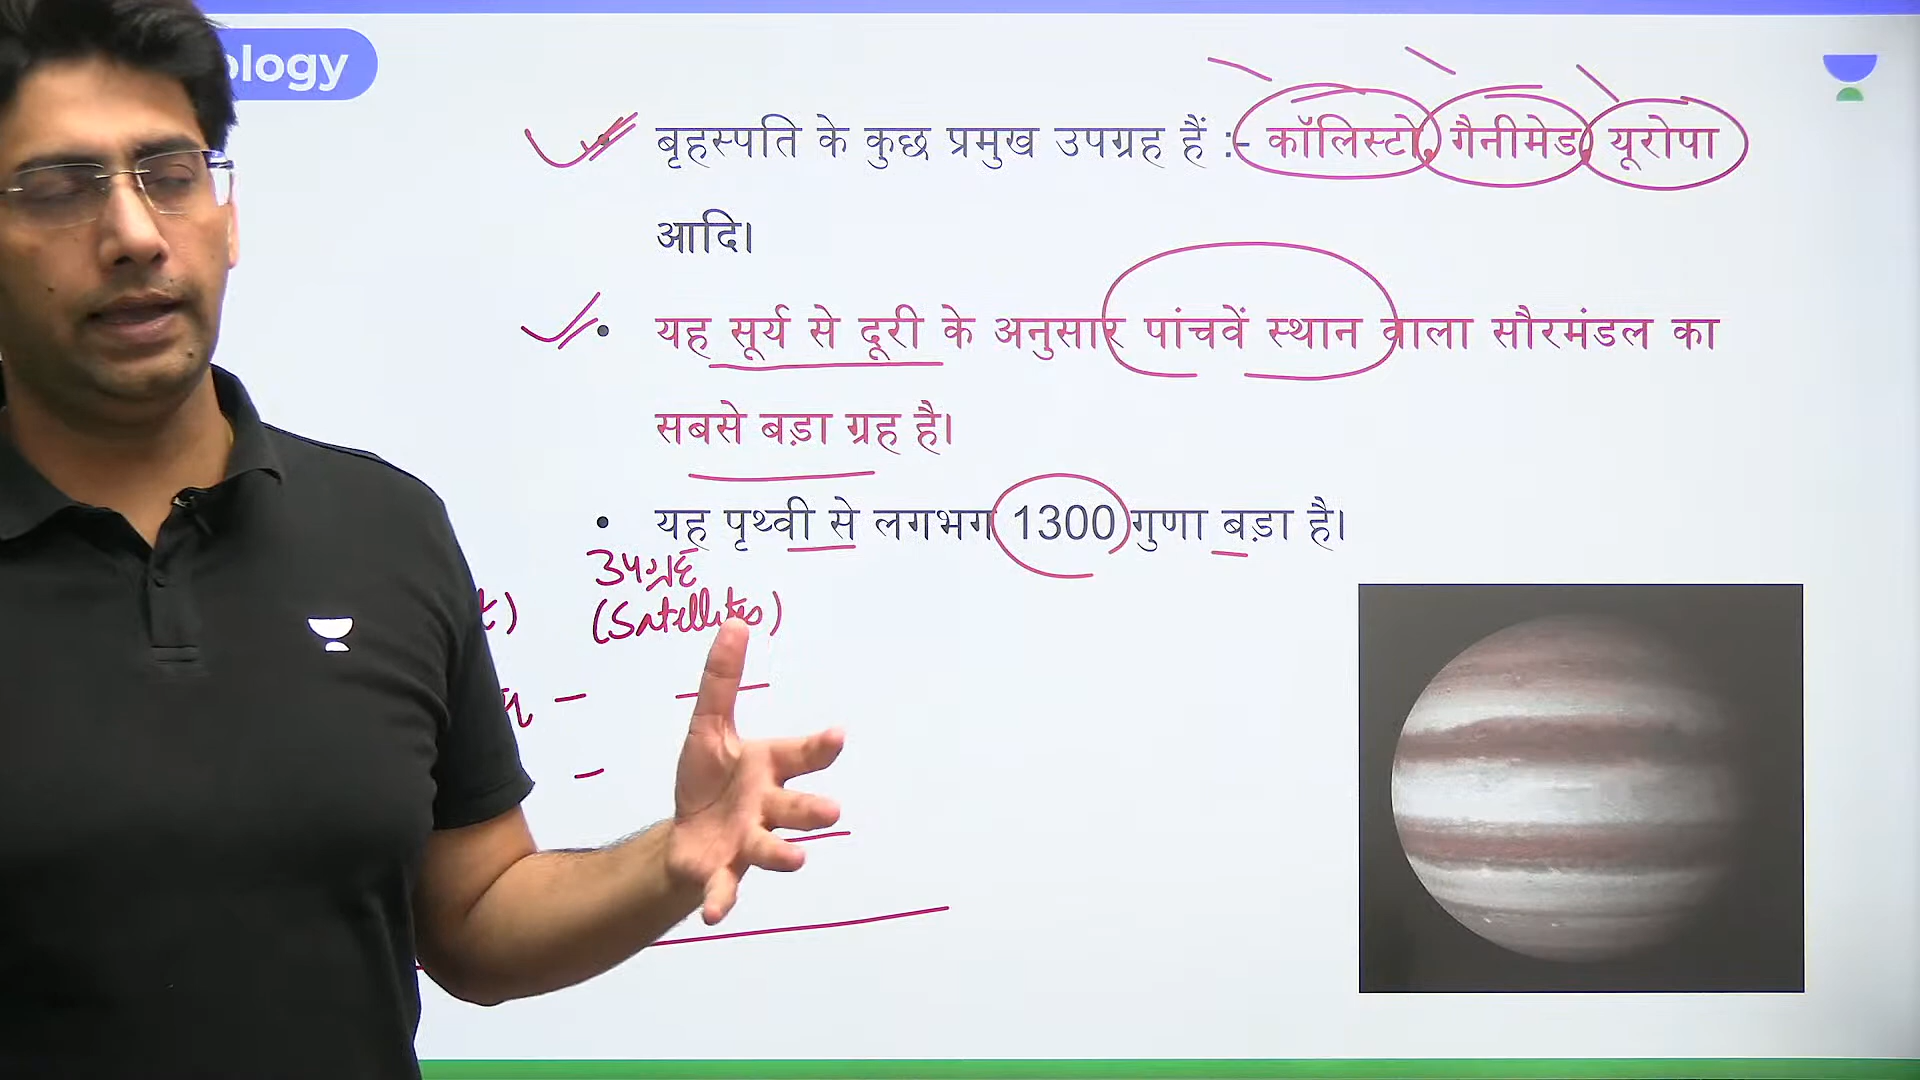 ology
बृहस्पति के कुछ प्रमुख उपग्रह हैं :- कॉलिस्टो, गैनीमेड, यूरोपा
आदि।
• यह सूर्य से दूरी के अनुसार पांचवें स्थान वाला सौरमंडल का
सबसे बड़ा ग्रह है।
• यह पृथ्वी से लगभग 1300 गुणा बड़ा है।
उपग्रह
(Satellites)